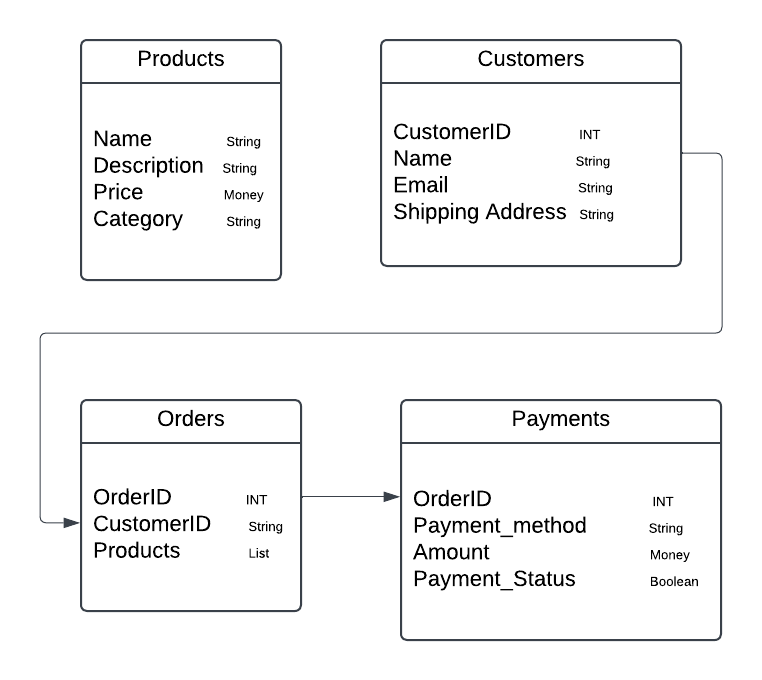 Products
Name String
Description String
Price Money
Category String
Customers
CustomerID INT
Name String
Email String
Shipping Address String
Orders
OrderID INT
CustomerID String
Products List
Payments
OrderID INT
Payment_method String
Amount Money
Payment_Status Boolean